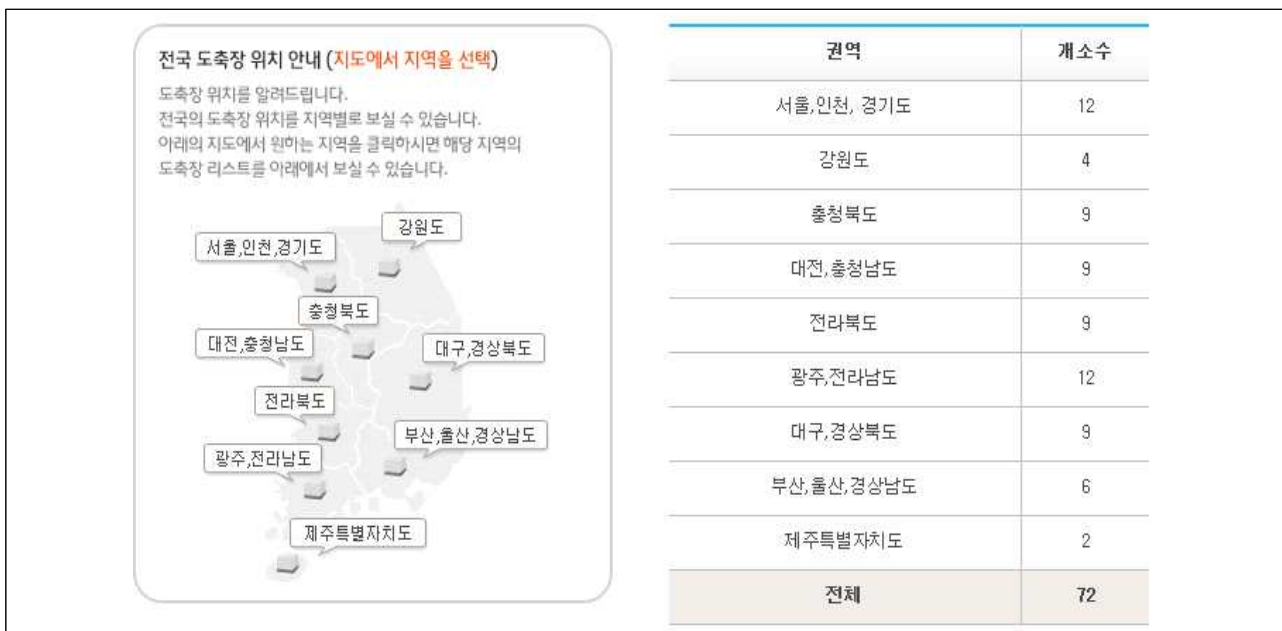 전국 도축장 위치 안내 (지도에서 지역을 선택)
도축장 위치를 알려드립니다.
전국의 도축장 위치를 지역별로 보실 수 있습니다.
아래의 지도에서 원하는 지역을 클릭하시면 해당 지역의
도축장 리스트를 아래에서 보실 수 있습니다.
강원도
서울,인천,경기도
충청북도
대전,충청남도
대구,경상북도
전라북도
부산,울산,경상남도
광주,전라남도
제주특별자치도
권역 개소수
서울,인천, 경기도 12
강원도 4
충청북도 9
대전,충청남도 9
전라북도 9
광주,전라남도 12
대구,경상북도 9
부산,울산,경상남도 6
제주특별자치도 2
전체 72